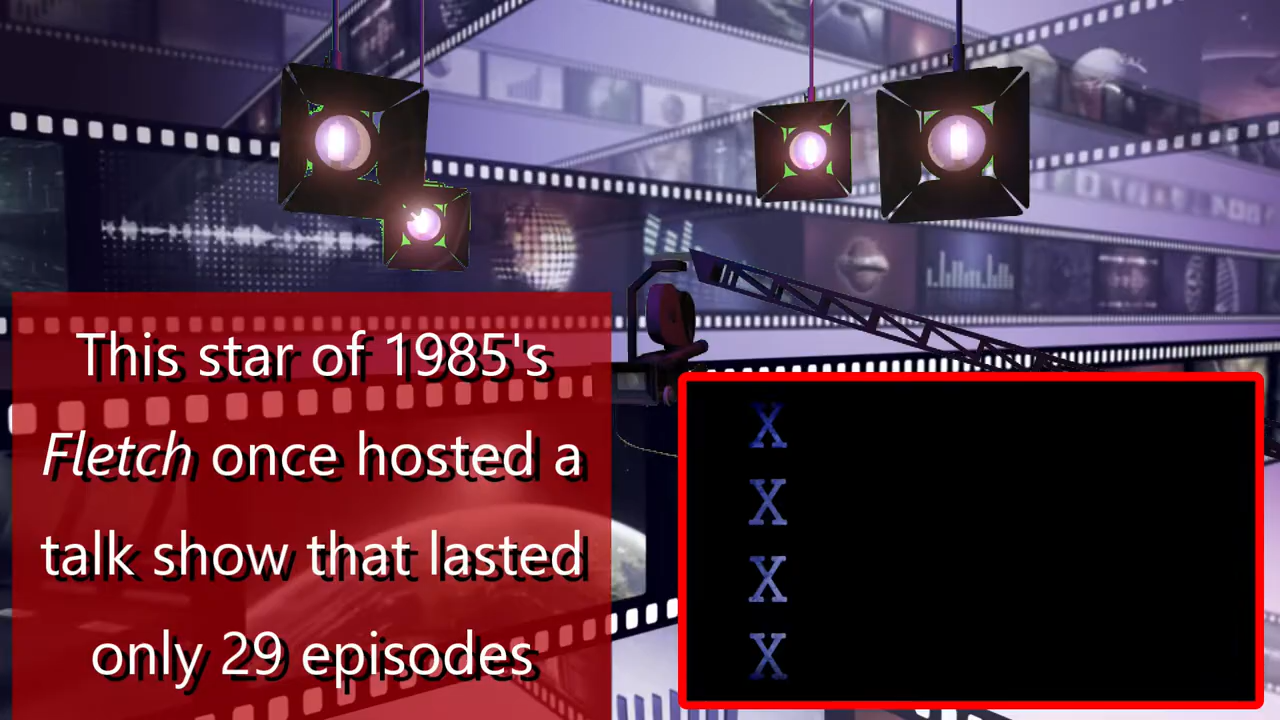 This star of 1985's
Fletch once hosted a
talk show that lasted
only 29 episodes
X
X
X
X